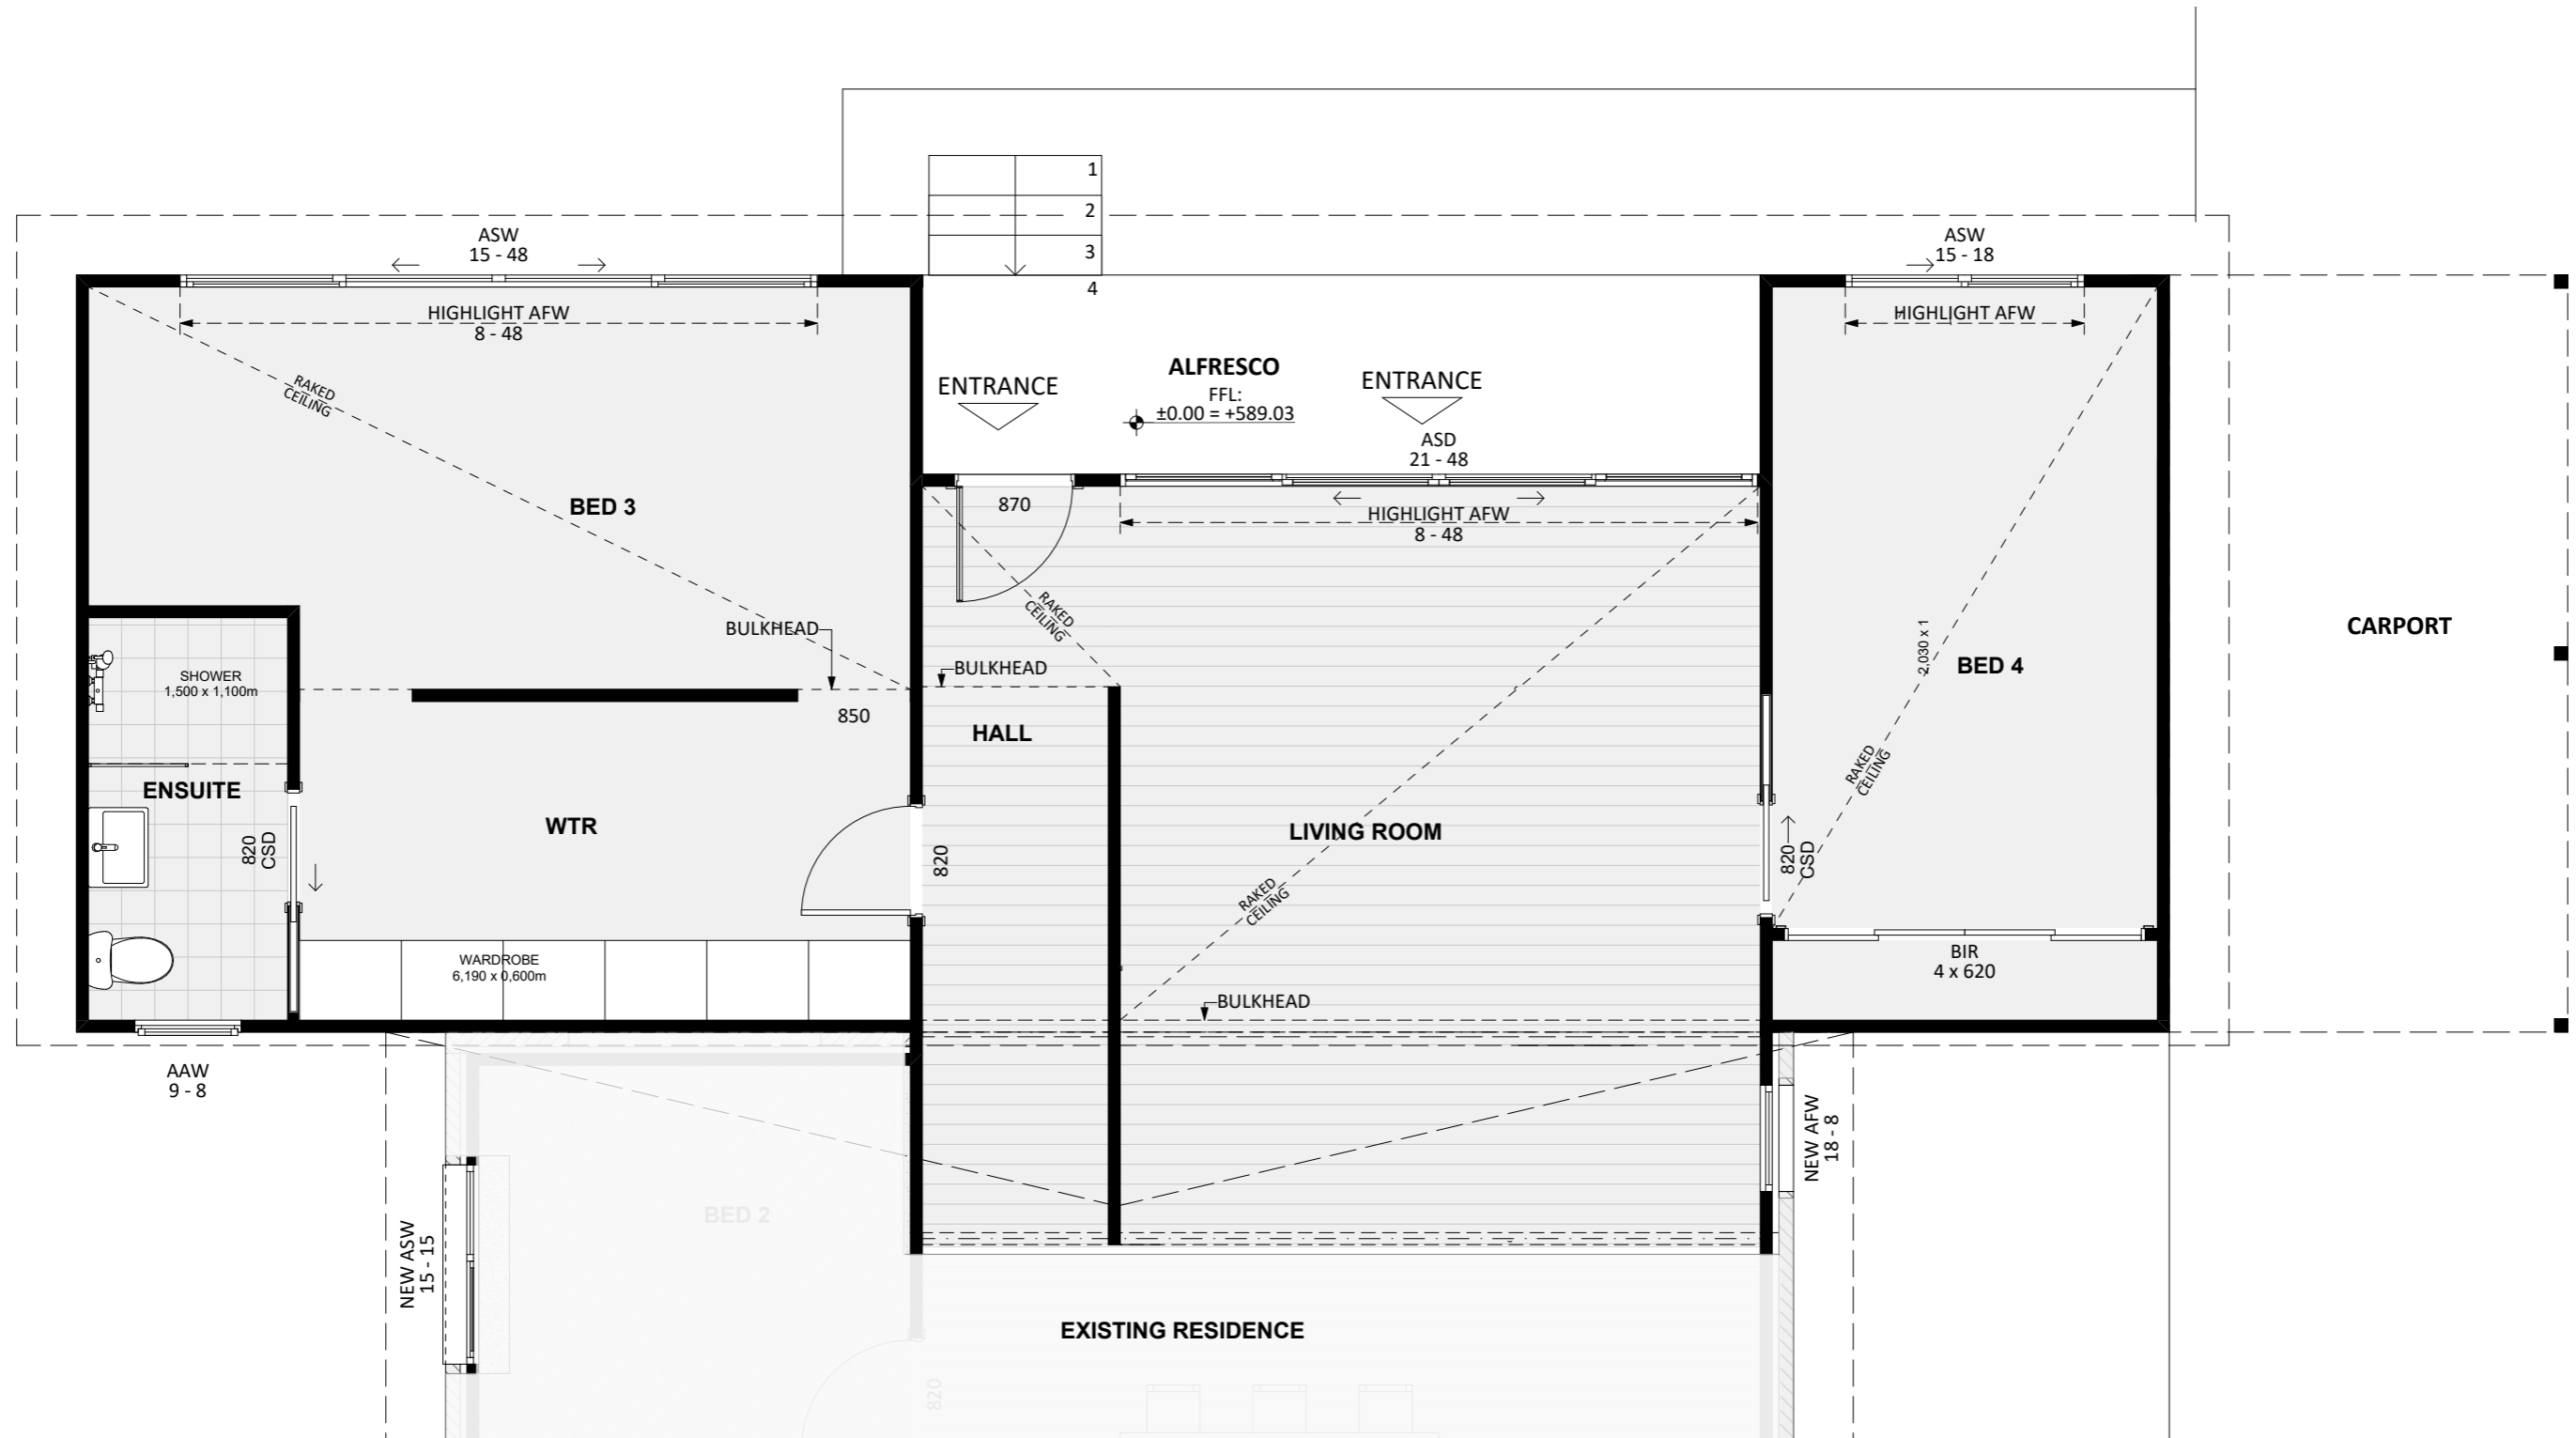 1
2
3
4
ASW
15 - 48
ASW
15 - 18
HIGHLIGHT AFW
8 - 48
HIGHLIGHT AFW
ALFRESCO
FFL:
±0.00 = +589.03
ENTRANCE
ENTRANCE
RAKED
CEILING
ASD
21 - 48
BED 3
870
HIGHLIGHT AFW
8 - 48
RAKED
CEILING
BULKHEAD
BULKHEAD
CARPORT
2,030 x 1
BED 4
SHOWER
1,500 x 1,100m
850
HALL
RAKED
CEILING
ENSUITE
WTR
LIVING ROOM
820
CSD
820
820
CSD
RAKED
CEILING
WARDROBE
6,190 x 0,600m
BIR
4 x 620
BULKHEAD
AAW
9 - 8
NEW AFW
18 - 8
BED 2
NEW ASW
15 - 15
EXISTING RESIDENCE
820